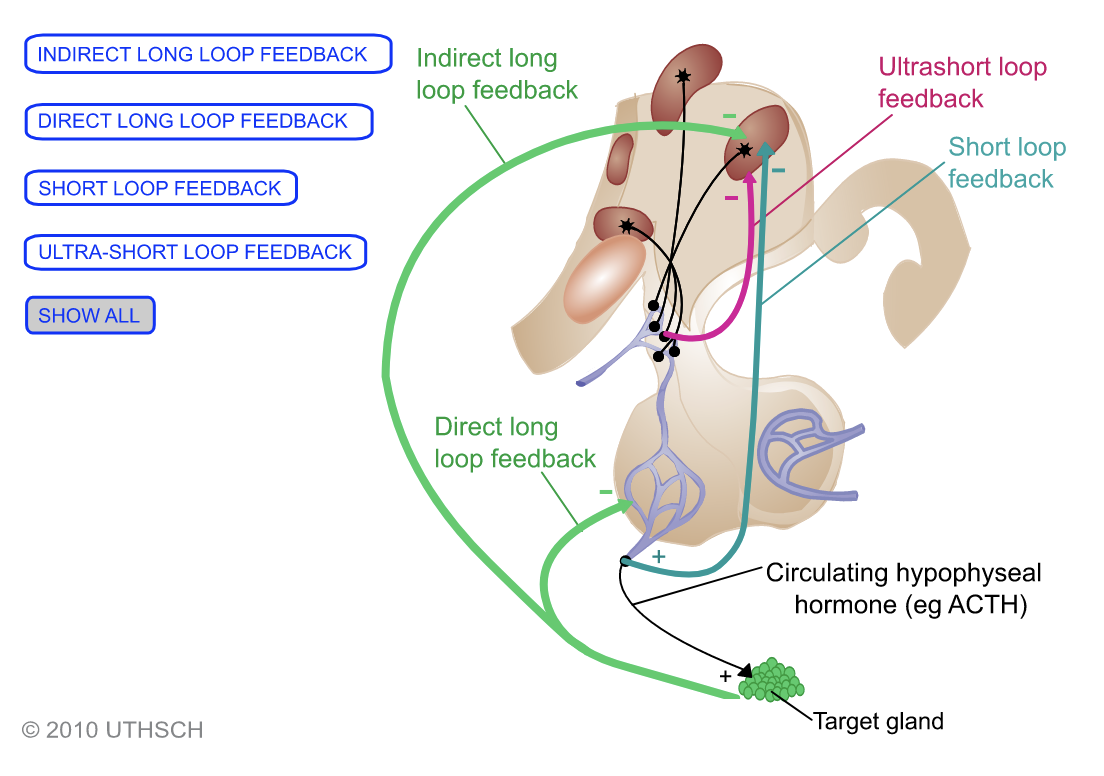 INDIRECT LONG LOOP FEEDBACK
DIRECT LONG LOOP FEEDBACK
SHORT LOOP FEEDBACK
ULTRA-SHORT LOOP FEEDBACK
SHOW ALL
Indirect long
loop feedback
Ultrashort loop
feedback
Short loop
feedback
-
-
-
Direct long
loop feedback
-
+
Circulating hypophyseal
hormone (eg ACTH)
+
Target gland
© 2010 UTHSCH